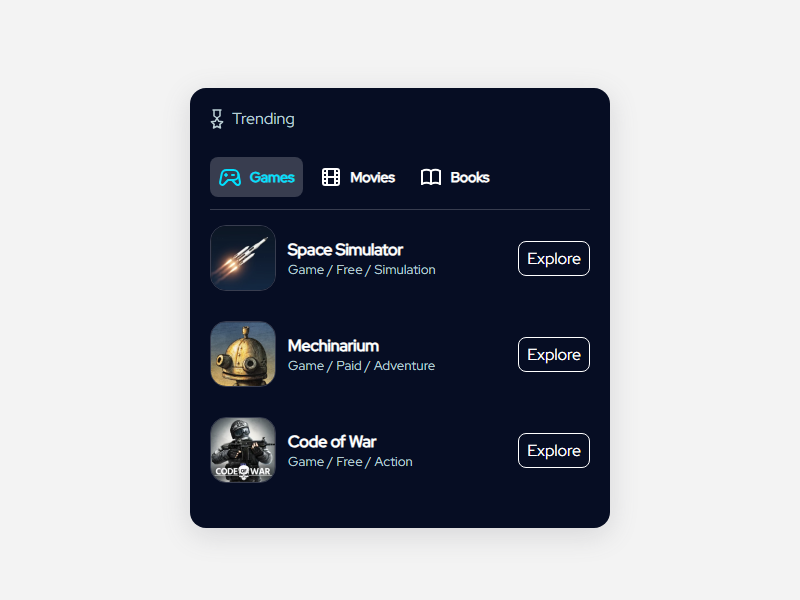 Trending
Games Movies Books
Space Simulator
Game / Free / Simulation
Explore
Mechinarium
Game / Paid / Adventure
Explore
CODE OF WAR
Code of War
Game / Free / Action
Explore